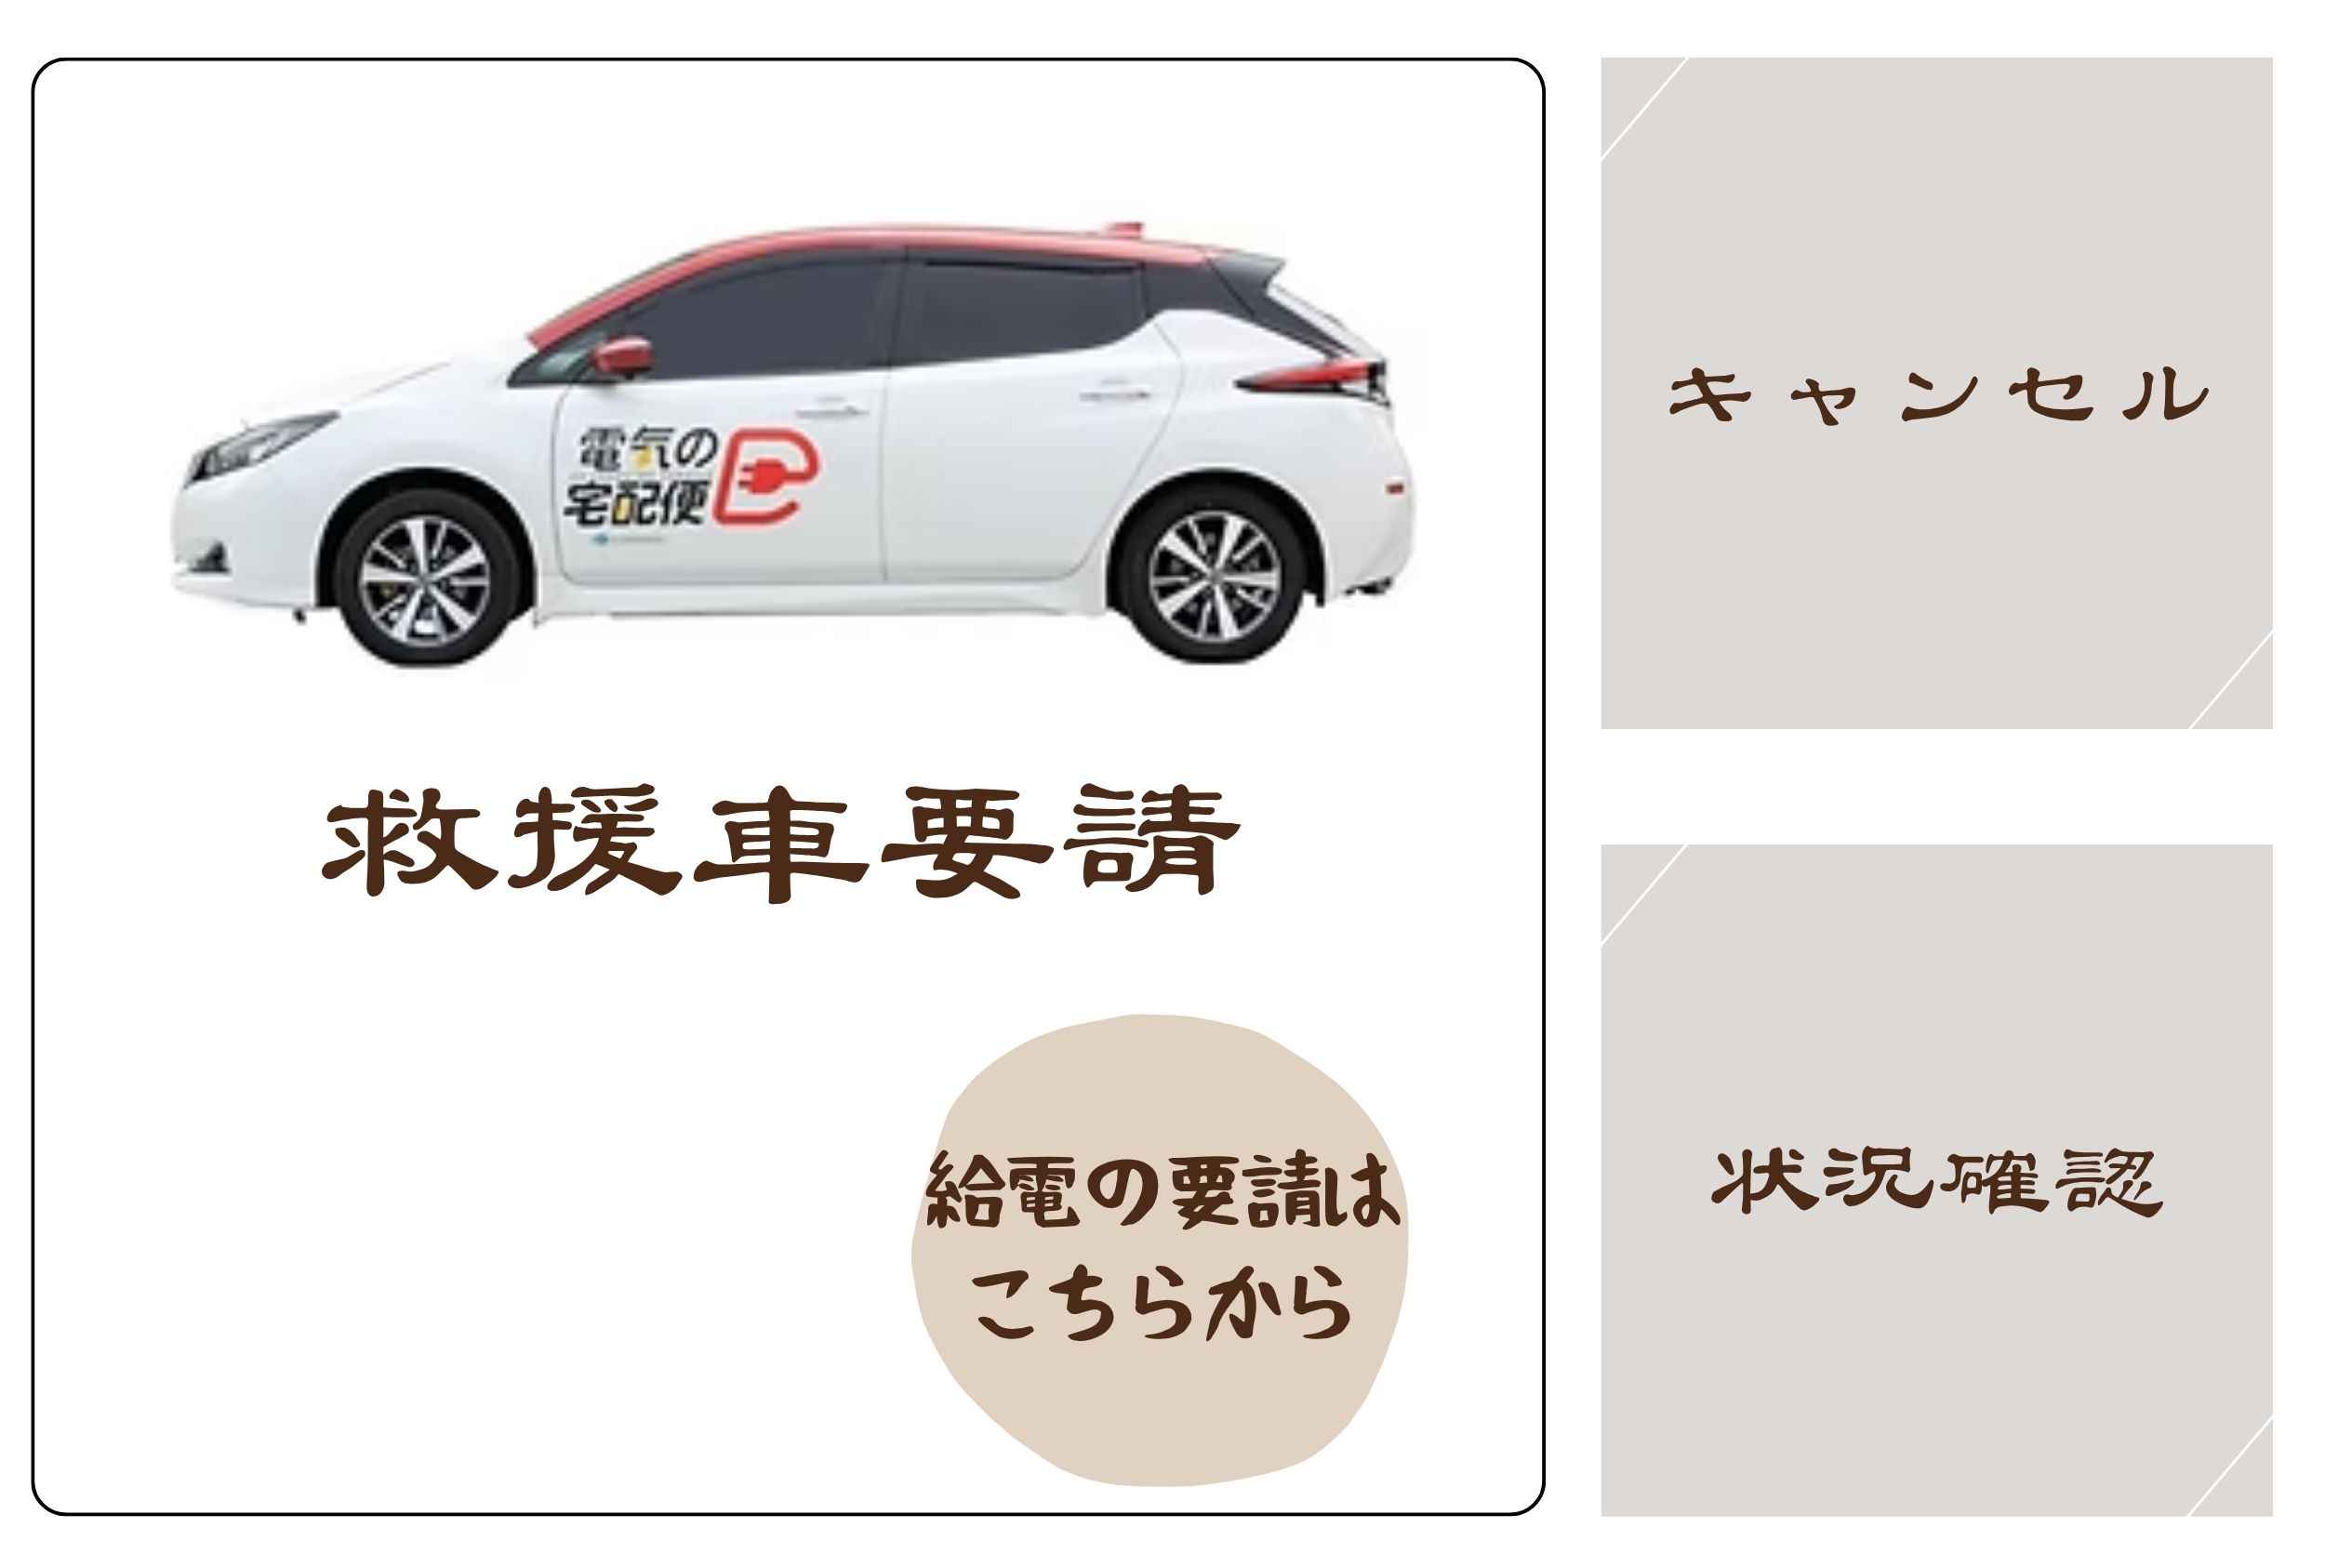 電気の
宅配便
救援車要請
給電の要請は
こちらから
キャンセル
状況確認